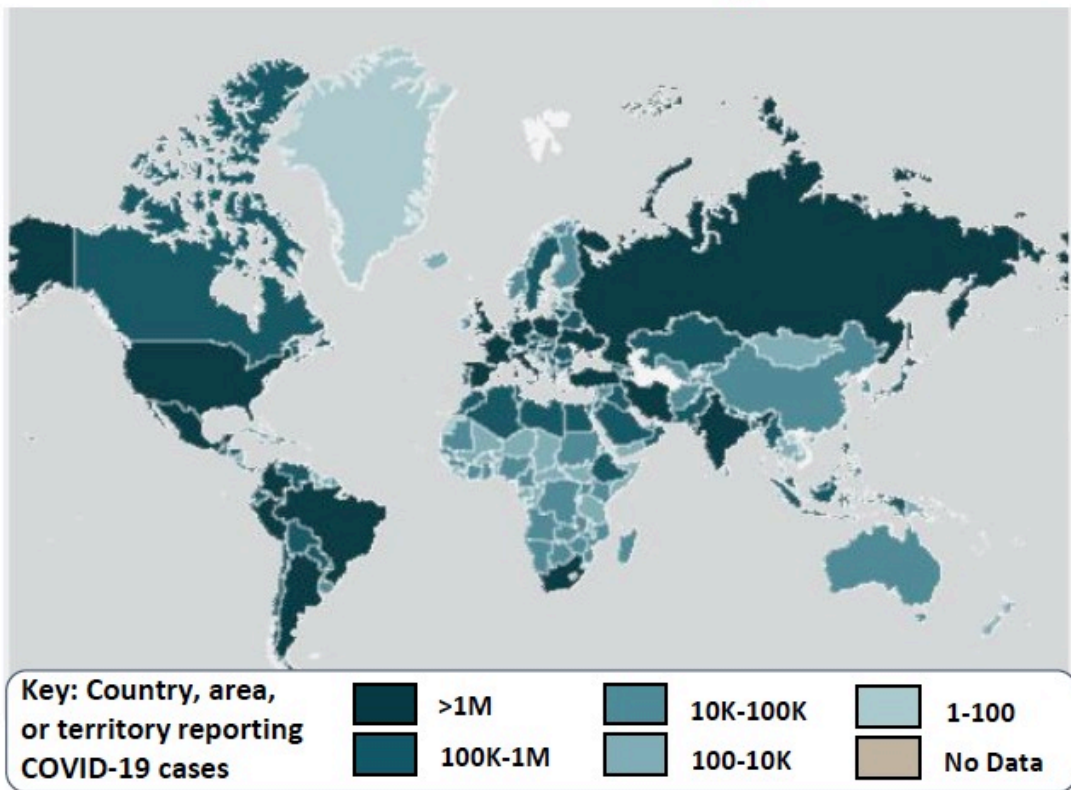 Key: Country, area,
or territory reporting
COVID-19 cases
>1M
100K-1M
10K-100K
100-10K
1-100
No Data